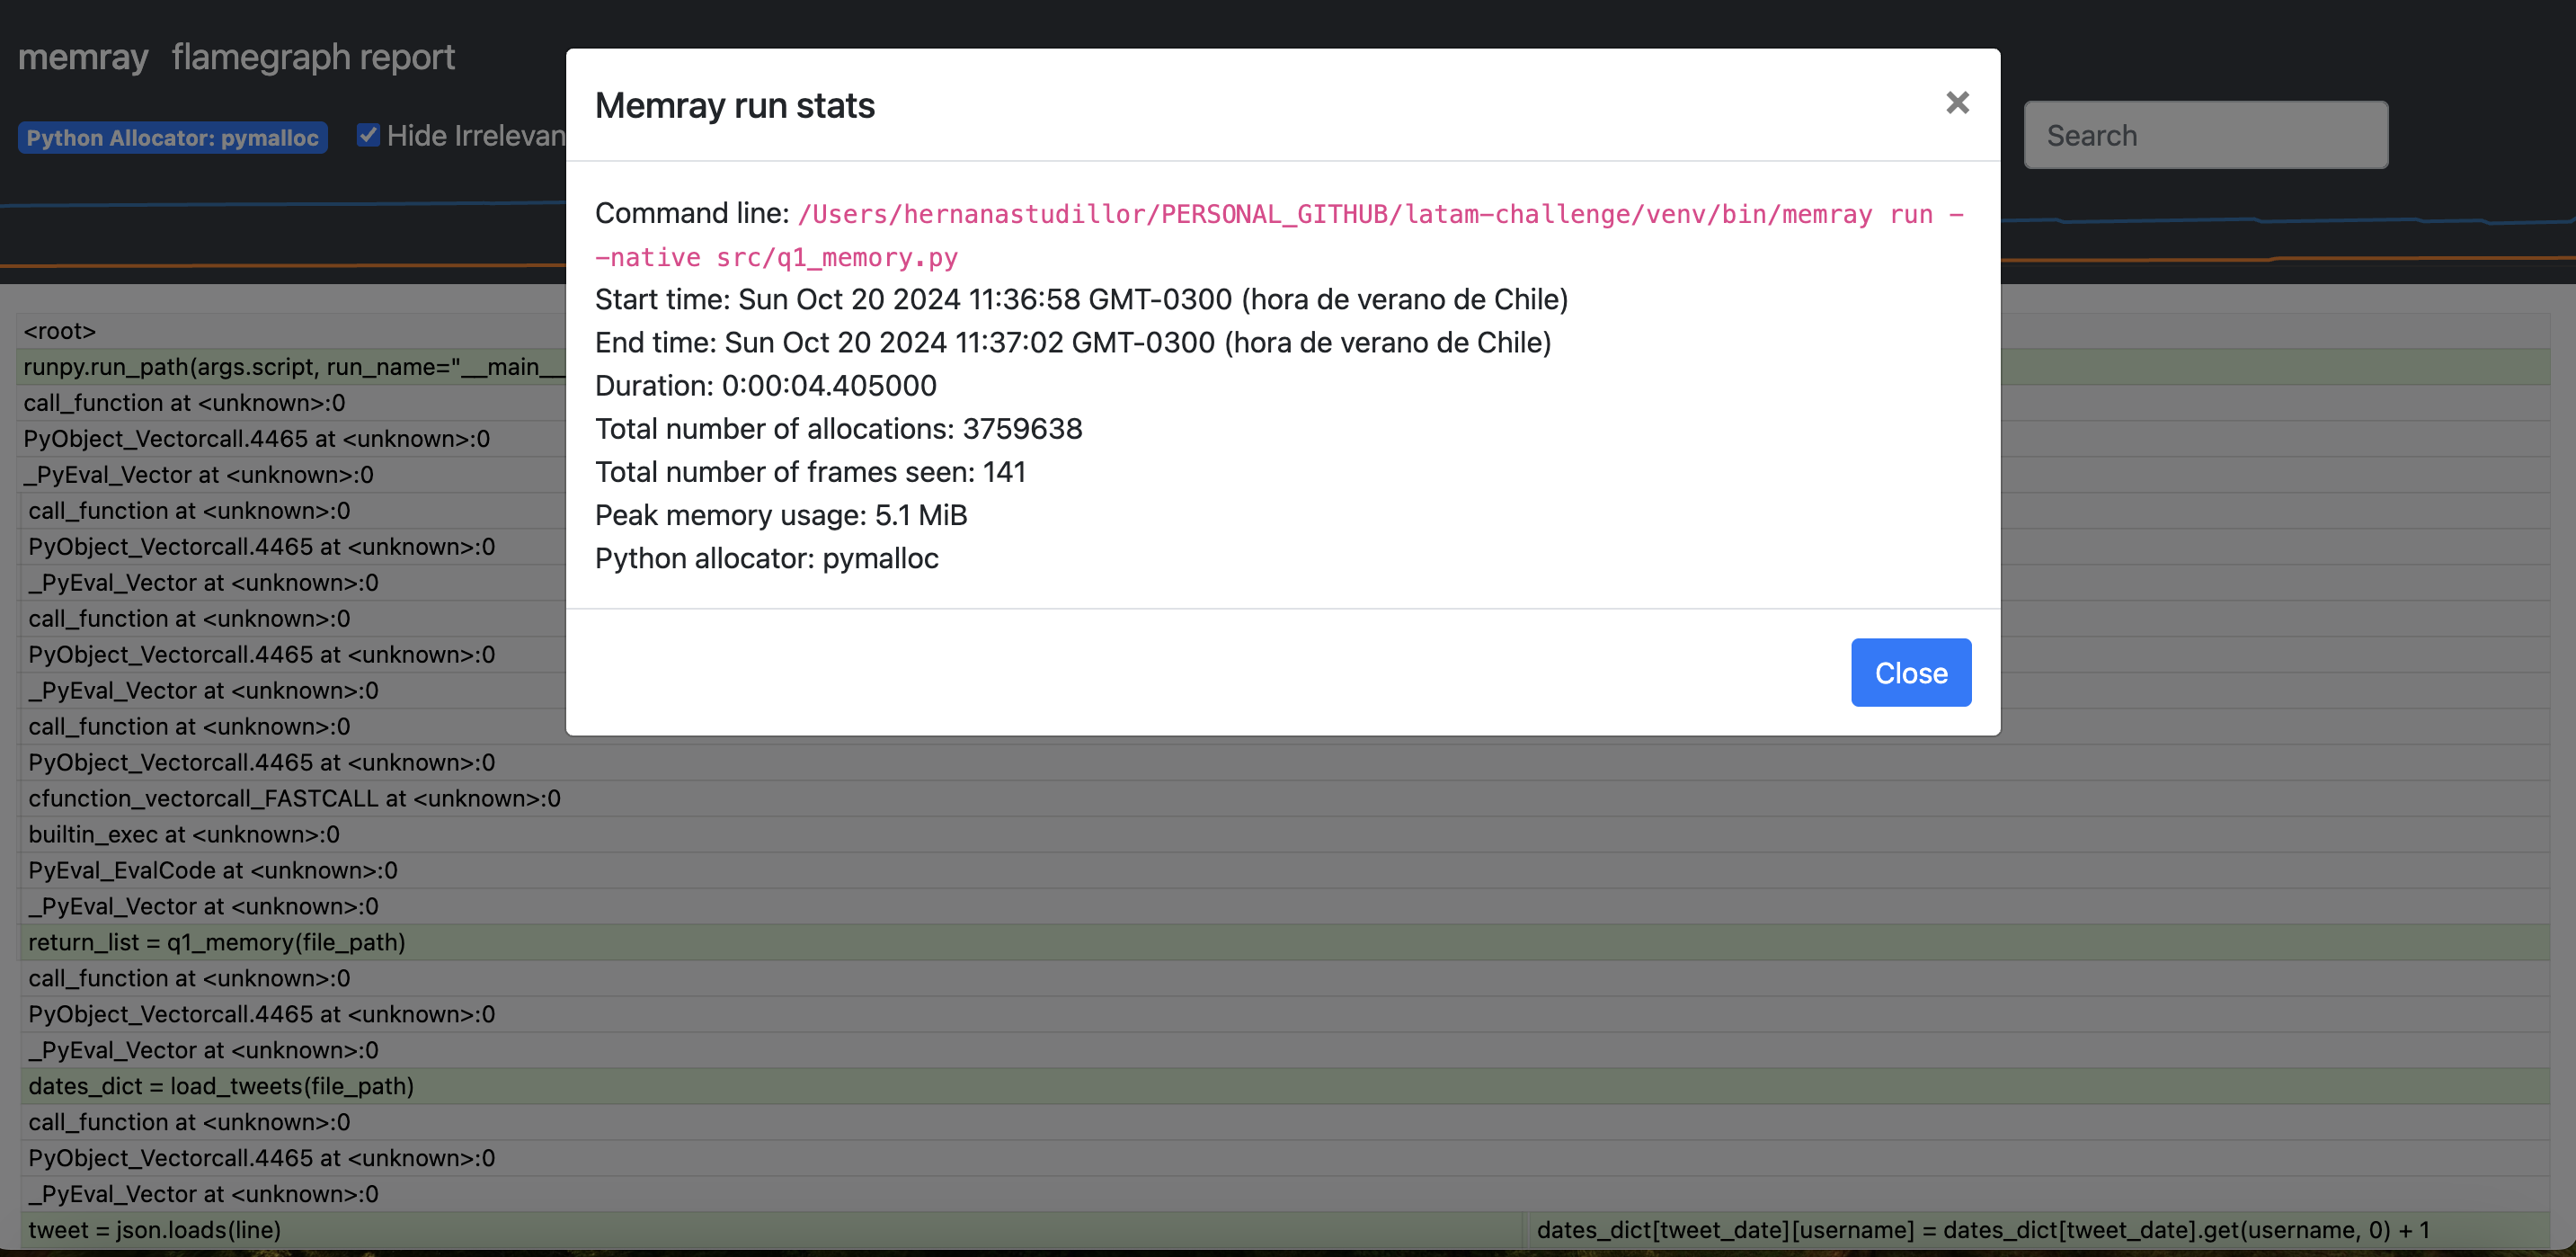 memray flamegraph report
Python Allocator: pymalloc
Hide Irrelevan
Search
Memray run stats
×
Command line: /Users/hernanastudillor/PERSONAL_GITHUB/latam-challenge/venv/bin/memray run -
-native src/q1_memory.py
Start time: Sun Oct 20 2024 11:36:58 GMT-0300 (hora de verano de Chile)
End time: Sun Oct 20 2024 11:37:02 GMT-0300 (hora de verano de Chile)
Duration: 0:00:04.405000
Total number of allocations: 3759638
Total number of frames seen: 141
Peak memory usage: 5.1 MiB
Python allocator: pymalloc
Close
<root>
runpy.run_path(args.script, run_name="__main__
call_function at <unknown>:0
PyObject_Vectorcall.4465 at <unknown>:0
_PyEval_Vector at <unknown>:0
call_function at <unknown>:0
PyObject_Vectorcall.4465 at <unknown>:0
_PyEval_Vector at <unknown>:0
call_function at <unknown>:0
PyObject_Vectorcall.4465 at <unknown>:0
_PyEval_Vector at <unknown>:0
call_function at <unknown>:0
PyObject_Vectorcall.4465 at <unknown>:0
cfunction_vectorcall_FASTCALL at <unknown>:0
builtin_exec at <unknown>:0
PyEval_EvalCode at <unknown>:0
_PyEval_Vector at <unknown>:0
return_list = q1_memory(file_path)
call_function at <unknown>:0
PyObject_Vectorcall.4465 at <unknown>:0
_PyEval_Vector at <unknown>:0
dates_dict = load_tweets(file_path)
call_function at <unknown>:0
PyObject_Vectorcall.4465 at <unknown>:0
_PyEval_Vector at <unknown>:0
tweet = json.loads(line)
dates_dict[tweet_date][username] = dates_dict[tweet_date].get(username, 0) + 1